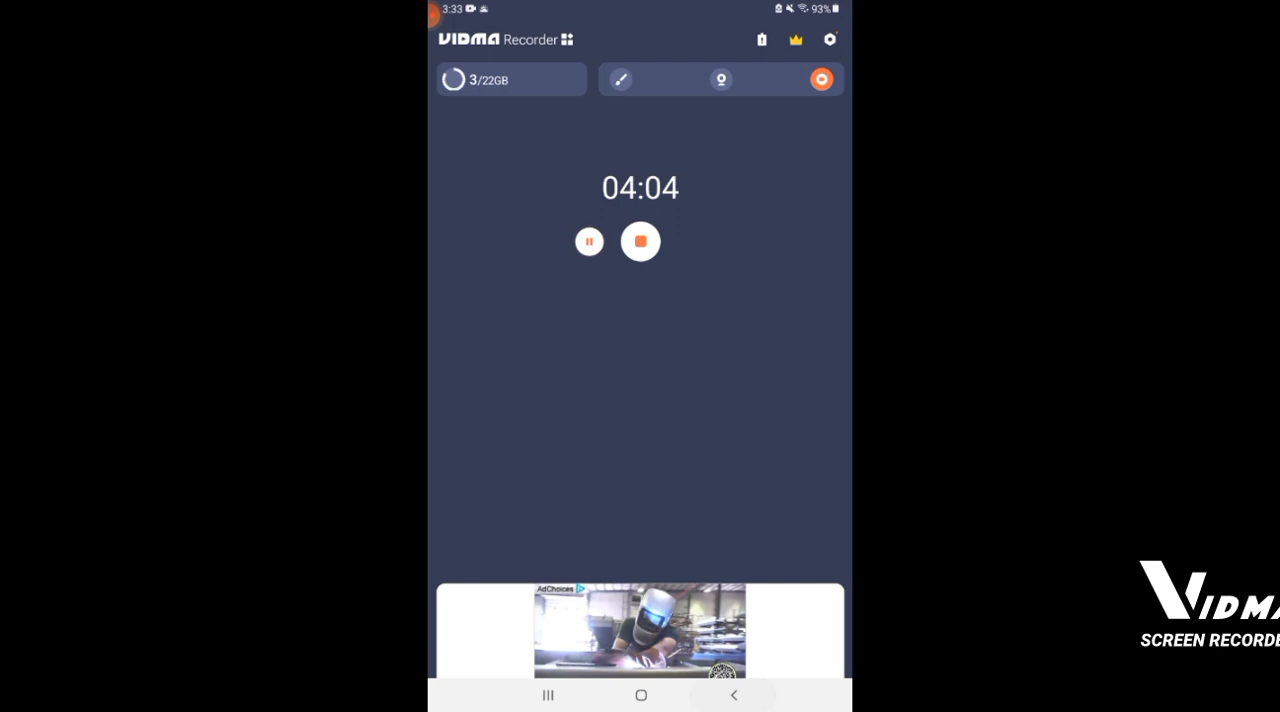 3:33
93%
VIDMA Recorder
3/22GB
04:04
AdChoices
VIDMA
SCREEN RECORDE